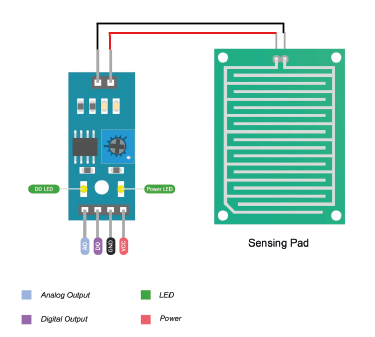 DO LED
Power LED
AO
DO
GND
VCC
Sensing Pad
Analog Output
LED
Digital Output
Power